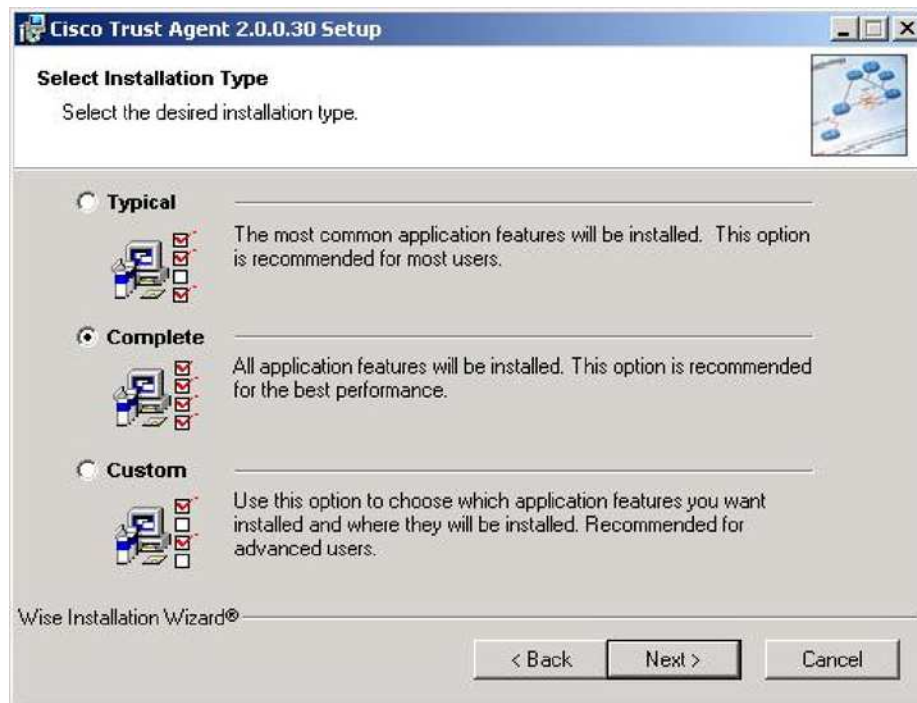 Cisco Trust Agent 2.0.0.30 Setup
Select Installation Type
Select the desired installation type.
Typical
The most common application features will be installed.  This option
is recommended for most users.
Complete
All application features will be installed. This option is recommended
for the best performance.
Custom
Use this option to choose which application features you want
installed and where they will be installed. Recommended for
advanced users.
Wise Installation Wizard®
< Back
Next >
Cancel